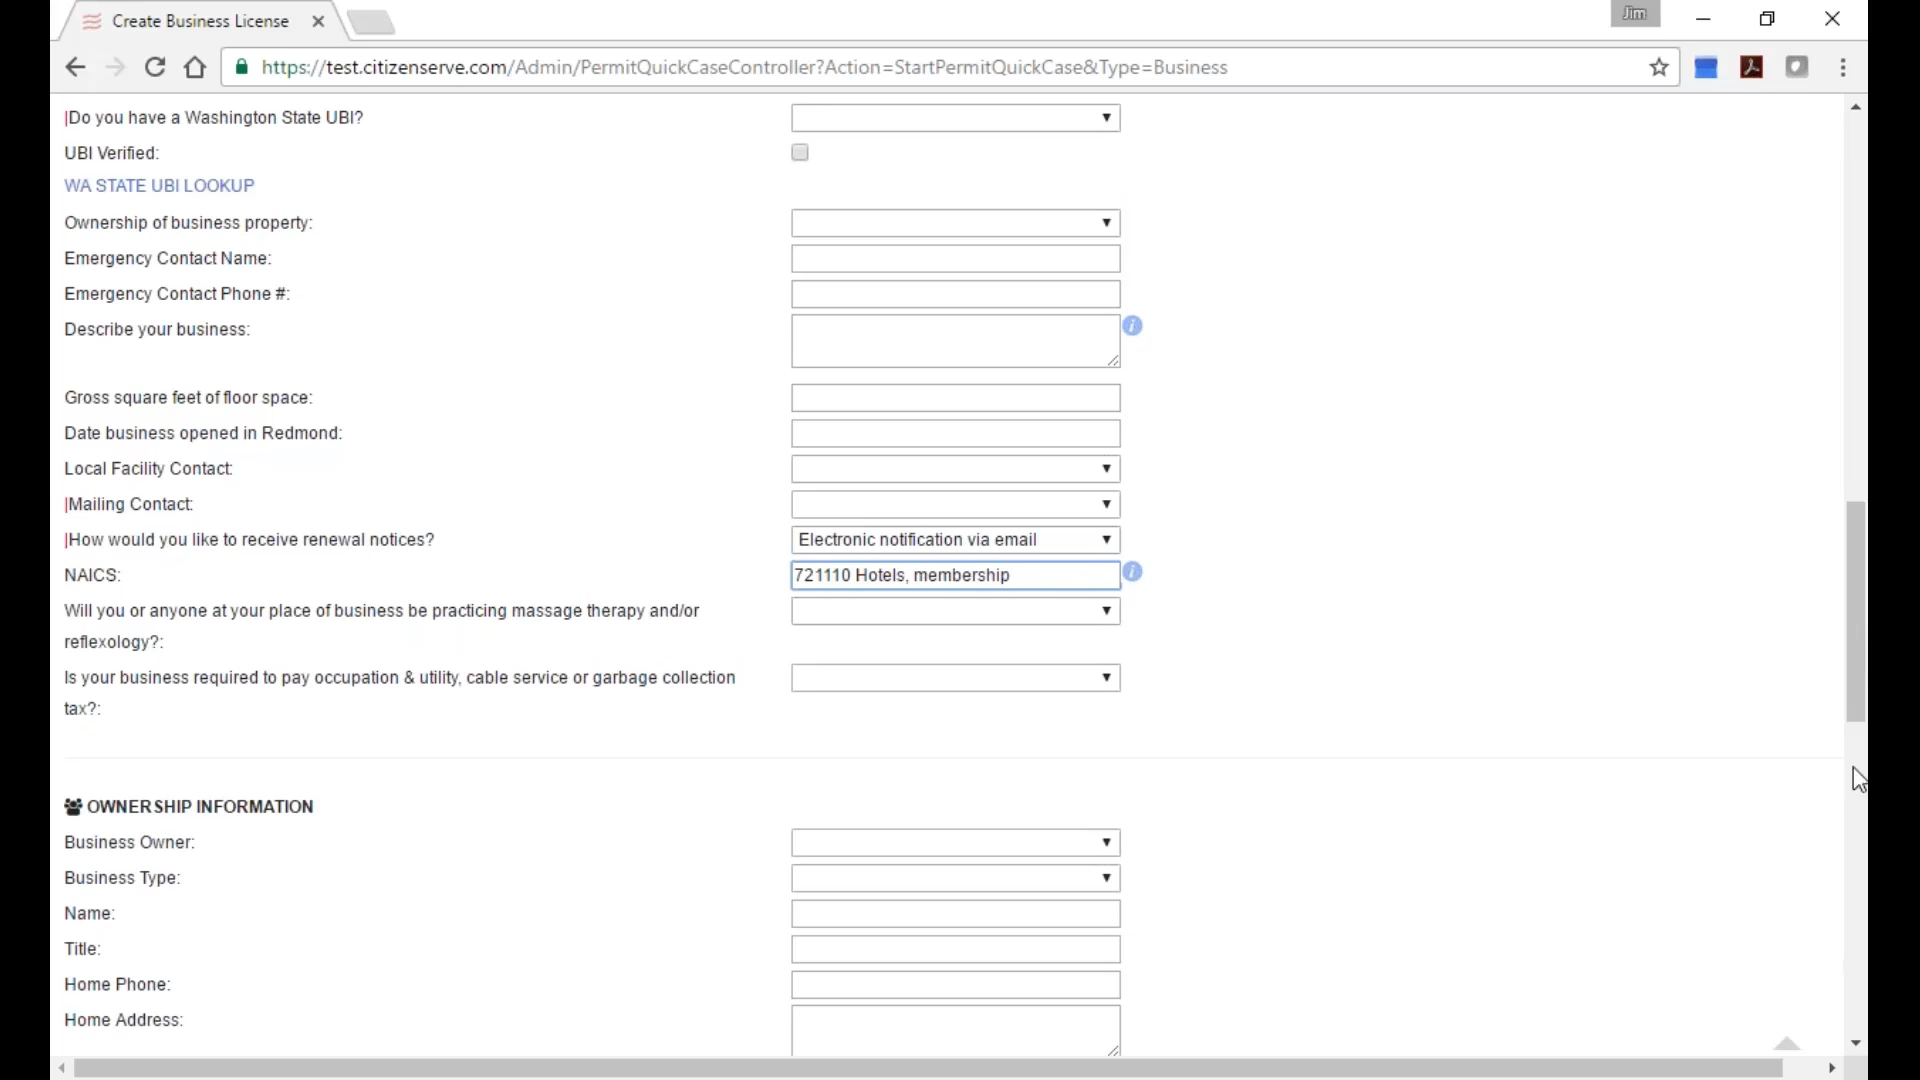 Create Business License
Jim
https://test.citizenserve.com/Admin/PermitQuickCaseController?Action=StartPermitQuickCase&Type=Business
|Do you have a Washington State UBI?
UBI Verified:
WA STATE UBI LOOKUP
Ownership of business property:
Emergency Contact Name:
Emergency Contact Phone #:
Describe your business:
Gross square feet of floor space:
Date business opened in Redmond:
Local Facility Contact:
|Mailing Contact:
|How would you like to receive renewal notices? Electronic notification via email
NAICS: 721110 Hotels, membership
Will you or anyone at your place of business be practicing massage therapy and/or
reflexology?:
Is your business required to pay occupation & utility, cable service or garbage collection
tax?:
OWNERSHIP INFORMATION
Business Owner:
Business Type:
Name:
Title:
Home Phone:
Home Address: